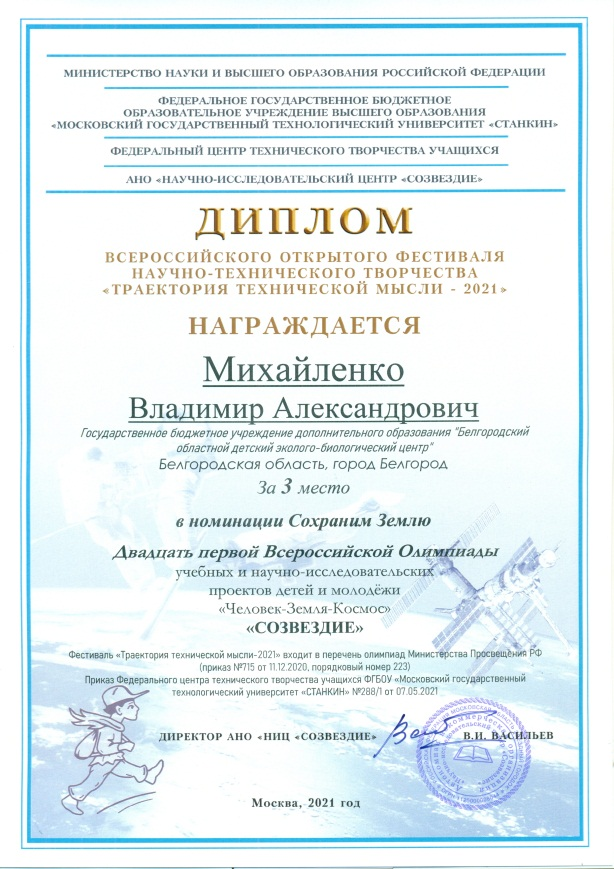 МИНИСТЕРСТВО НАУКИ И ВЫСШЕГО ОБРАЗОВАНИЯ РОССИЙСКОЙ ФЕДЕРАЦИИ
ФЕДЕРАЛЬНОЕ ГОСУДАРСТВЕННОЕ БЮДЖЕТНОЕ
ОБРАЗОВАТЕЛЬНОЕ УЧРЕЖДЕНИЕ ВЫСШЕГО ОБРАЗОВАНИЯ
«МОСКОВСКИЙ ГОСУДАРСТВЕННЫЙ ТЕХНОЛОГИЧЕСКИЙ УНИВЕРСИТЕТ «СТАНКИН»
ФЕДЕРАЛЬНЫЙ ЦЕНТР ТЕХНИЧЕСКОГО ТВОРЧЕСТВА УЧАЩИХСЯ
АНО «НАУЧНО-ИССЛЕДОВАТЕЛЬСКИЙ ЦЕНТР «СОЗВЕЗДИЕ»
ДИПЛОМ
ВСЕРОССИЙСКОГО ОТКРЫТОГО ФЕСТИВАЛЯ
НАУЧНО-ТЕХНИЧЕСКОГО ТВОРЧЕСТВА
«ТРАЕКТОРИЯ ТЕХНИЧЕСКОЙ МЫСЛИ - 2021»
НАГРАЖДАЕТСЯ
Михайленко
Владимир Александрович
Государственное бюджетное учреждение дополнительного образования "Белгородский
областной детский эколого-биологический центр"
Белгородская область, город Белгород
За 3 место
в номинации Сохраним Землю
Двадцать первой Всероссийской Олимпиады
учебных и научно-исследовательских
проектов детей и молодёжи
«Человек-Земля-Космос»
«СОЗВЕЗДИЕ»
Фестиваль «Траектория технической мысли-2021» входит в перечень олимпиад Министерства Просвещения РФ
(приказ №715 от 11.12.2020, порядковый номер 223)
Приказ Федерального центра технического творчества учащихся ФГБОУ «Московский государственный
технологический университет «СТАНКИН» №288/1 от 07.05.2021
ДИРЕКТОР АНО «НИЦ «СОЗВЕЗДИЕ» В.И. ВАСИЛЬЕВ
Москва, 2021 год